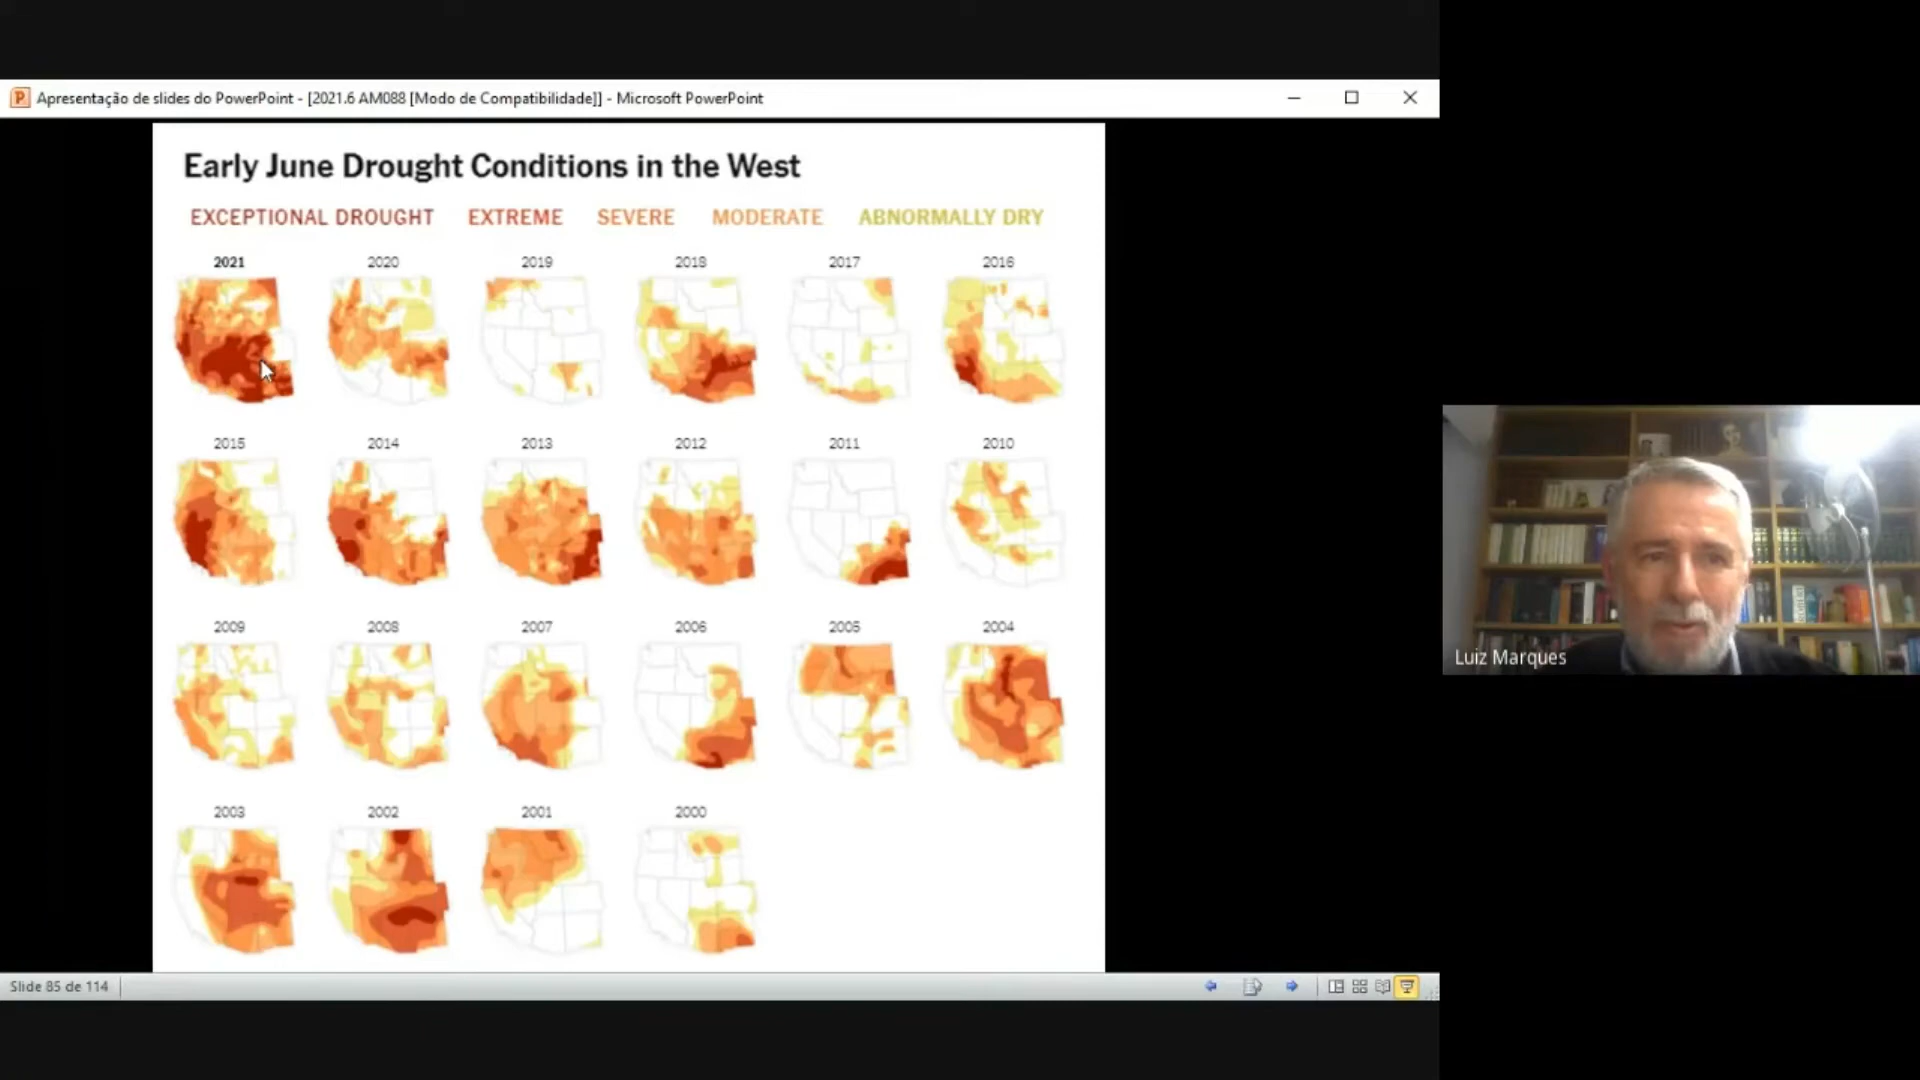 Apresentação de slides do PowerPoint - [2021.6 AM088 [Modo de Compatibilidade]] - Microsoft PowerPoint
Early June Drought Conditions in the West
EXCEPTIONAL DROUGHT EXTREME SEVERE MODERATE ABNORMALLY DRY
2021 2020 2019 2018 2017 2016
2015 2014 2013 2012 2011 2010
2009 2008 2007 2006 2005 2004
2003 2002 2001 2000
Luiz Marques
Slide 85 de 114